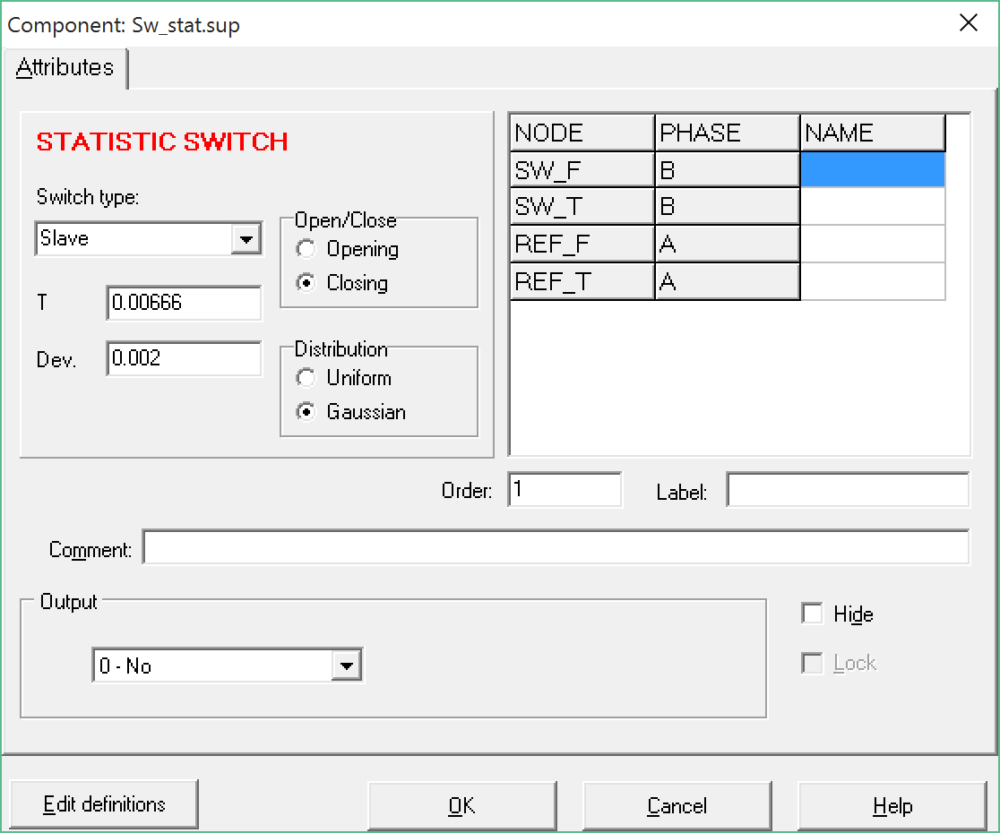 Component: Sw_stat.sup
Attributes
STATISTIC SWITCH
Switch type:
Slave
T 0.00666
Dev. 0.002
Open/Close
Opening
Closing
Distribution
Uniform
Gaussian
NODE PHASE NAME
SW_F B
SW_T B
REF_F A
REF_T A
Order: 1 Label:
Comment:
Output
0 - No
Hide
Lock
Edit definitions OK Cancel Help